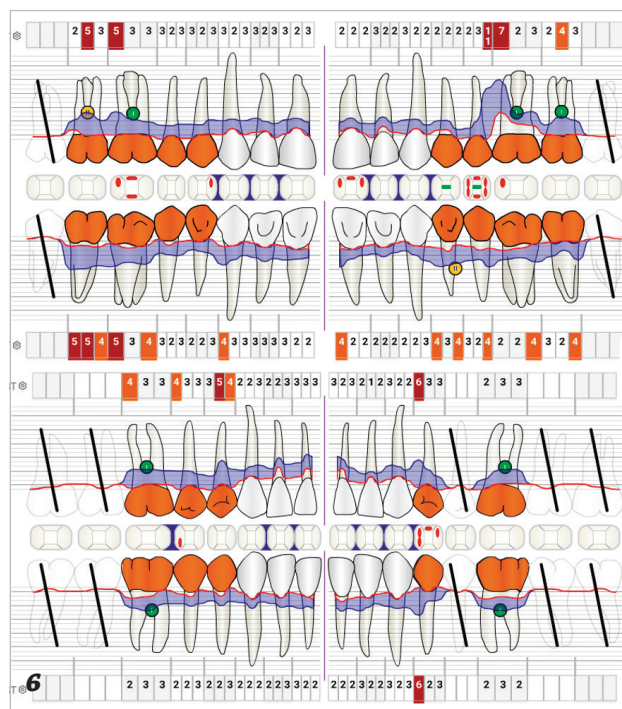 2 5 3 5 3 3 2 2 3 3 2 3 3 2 3 2 3 3 3 2 3 2 2 2 2 2 3 2 2 3 2 2 2 3 11 7 2 2 3 4 3
II I I I
II
5 5 4 5 3 4 3 2 3 2 2 3 3 4 3 3 3 3 3 2 2 4 2 2 2 2 2 2 2 2 3 3 4 3 2 4 2 2 4 2 3 4
T 4 3 3 4 3 3 3 5 4 2 2 3 2 2 3 3 3 3 3 2 3 2 1 2 3 2 2 2 6 3 3 2 3 3
I I
6 T 2 3 3 2 2 3 2 2 3 2 2 2 2 2 2 3 2 2 2 2 2 2 3 2 3 3 2 3 6 2 3 2 3 2